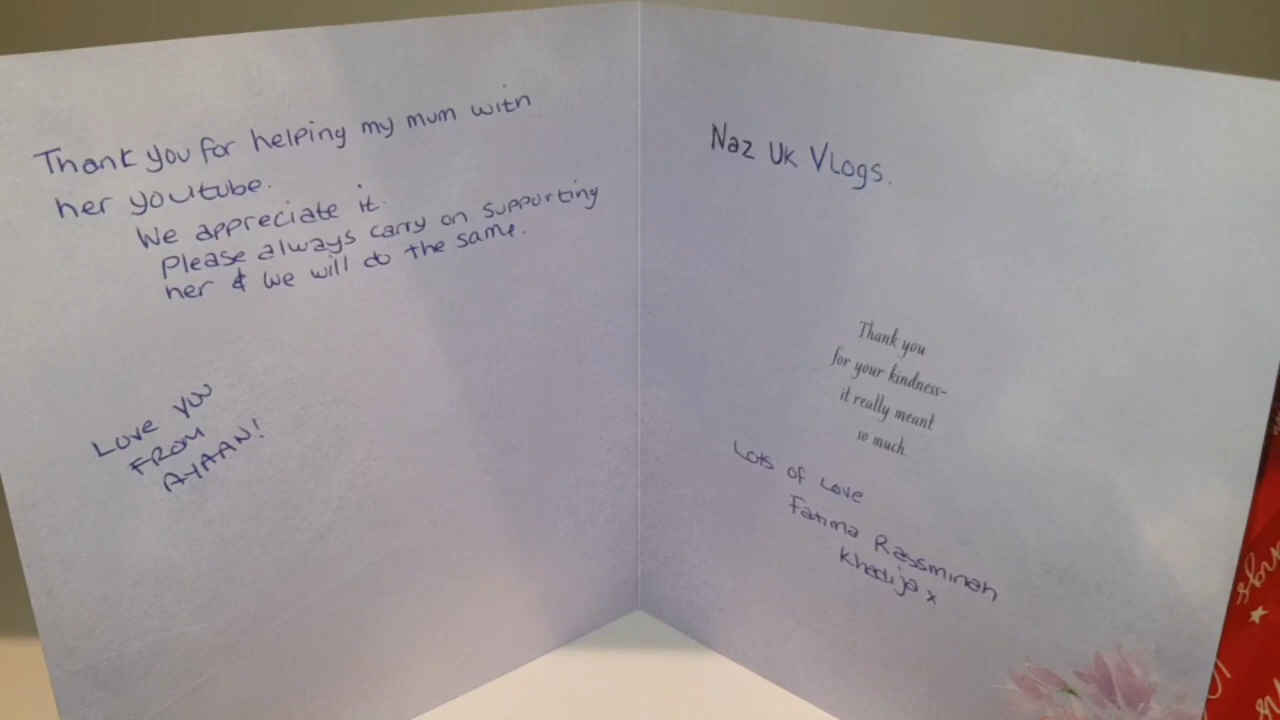 Thank you for helping my mum with
her youtube.
We appreciate it.
Please always carry on supporting
her & we will do the same.
LOVE YOU
FROM
AYAAN!
Naz UK Vlogs.
Thank you
for your kindness-
it really meant
so much.
Lots of Love
Fatima Rassminah
Khadija x